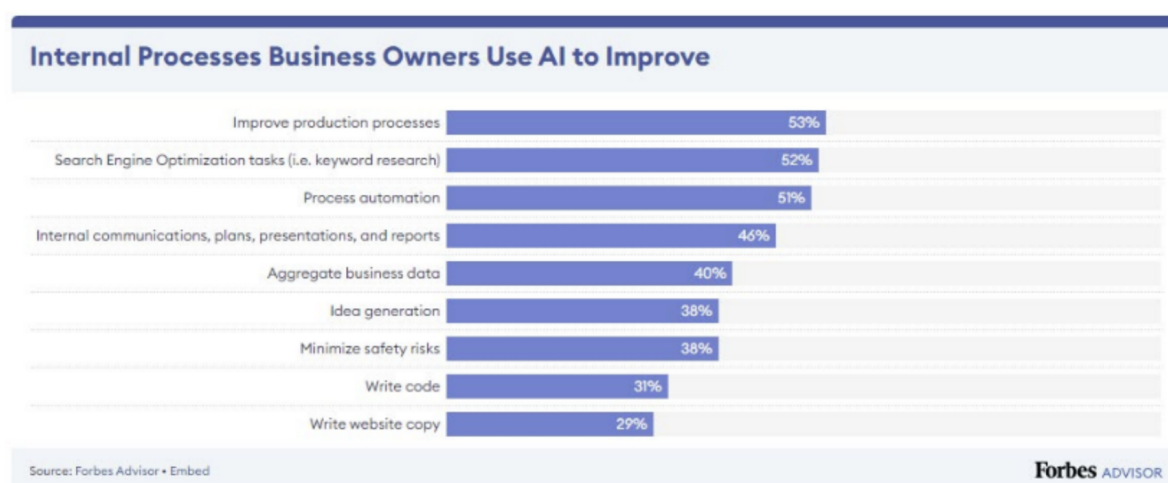 Internal Processes Business Owners Use AI to Improve
Improve production processes 53%
Search Engine Optimization tasks (i.e. keyword research) 52%
Process automation 51%
Internal communications, plans, presentations, and reports 46%
Aggregate business data 40%
Idea generation 38%
Minimize safety risks 38%
Write code 31%
Write website copy 29%
Source: Forbes Advisor • Embed
Forbes ADVISOR